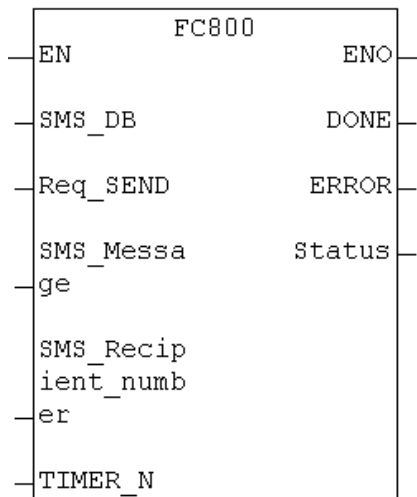 FC800
EN ENO
SMS_DB DONE
Req_SEND ERROR
SMS_Messa Status
ge
SMS_Recip
ient_numb
er
TIMER_N